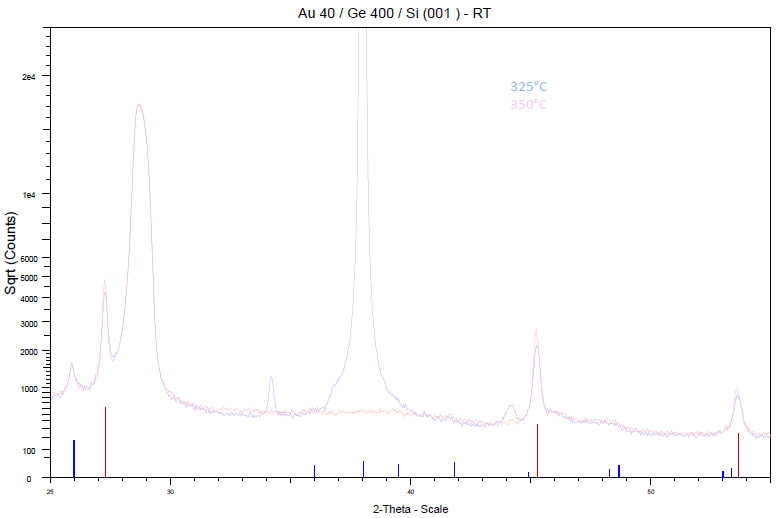 Au 40 / Ge 400 / Si (001 ) - RT
325°C
350°C
Sqrt (Counts)
2e4
1e4
6000
5000
4000
3000
2000
1000
100
0
25
30
40
50
2-Theta - Scale